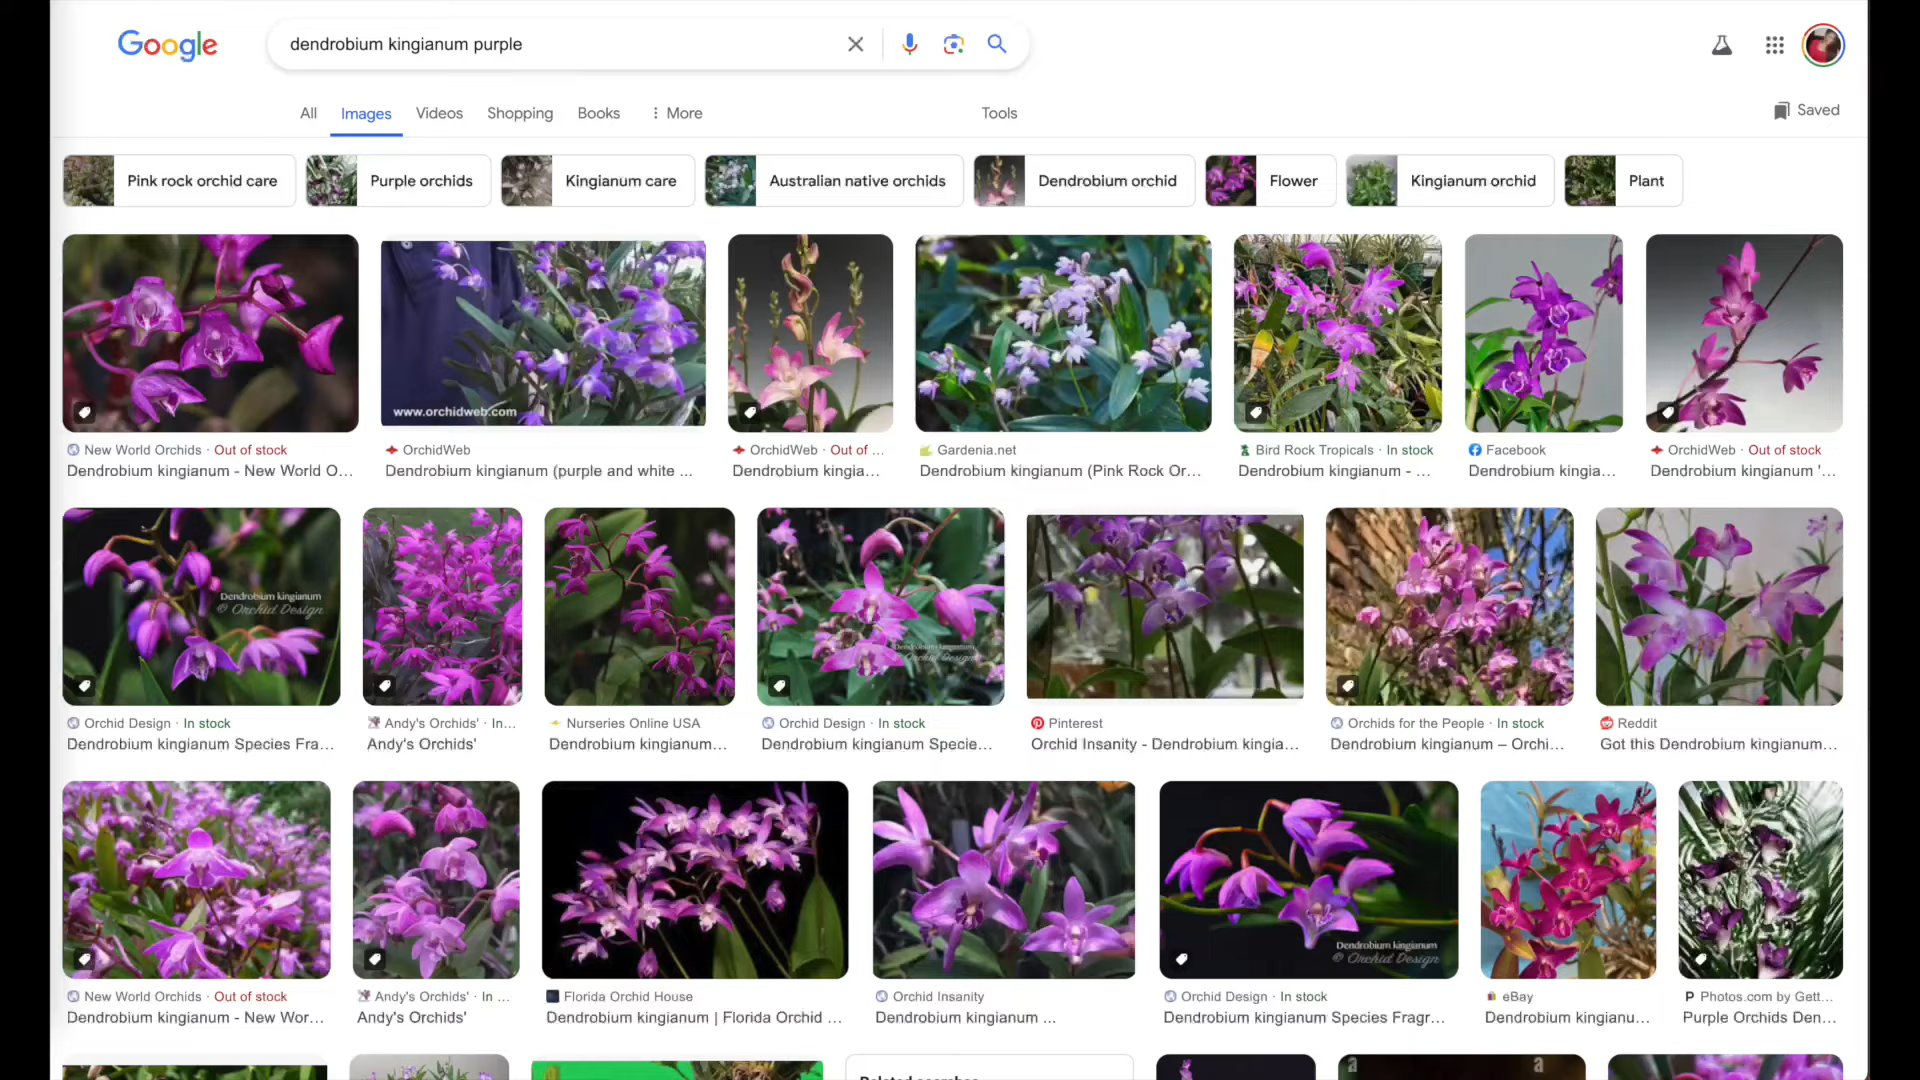 Google
dendrobium kingianum purple
All
Images
Videos
Shopping
Books
More
Tools
Saved
Pink rock orchid care
Purple orchids
Kingianum care
Australian native orchids
Dendrobium orchid
Flower
Kingianum orchid
Plant
www.orchidweb.com
New World Orchids · Out of stock
Dendrobium kingianum - New World O...
OrchidWeb
Dendrobium kingianum (purple and white ...
OrchidWeb · Out of ...
Dendrobium kingia...
Gardenia.net
Dendrobium kingianum (Pink Rock Or...
Bird Rock Tropicals · In stock
Dendrobium kingianum - ...
Facebook
Dendrobium kingia...
OrchidWeb · Out of stock
Dendrobium kingianum '...
Dendrobium kingianum
© Orchid Design
Dendrobium kingianum
Orchid Design
Orchid Design · In stock
Dendrobium kingianum Species Fra...
Andy's Orchids' · In...
Andy's Orchids'
Nurseries Online USA
Dendrobium kingianum...
Orchid Design · In stock
Dendrobium kingianum Specie...
Pinterest
Orchid Insanity - Dendrobium kingia...
Orchids for the People · In stock
Dendrobium kingianum – Orchi...
Reddit
Got this Dendrobium kingianum...
Dendrobium kingianum
© Orchid Design
New World Orchids · Out of stock
Dendrobium kingianum - New Wor...
Andy's Orchids' · In ...
Andy's Orchids'
Florida Orchid House
Dendrobium kingianum | Florida Orchid ...
Orchid Insanity
Dendrobium kingianum ...
Orchid Design · In stock
Dendrobium kingianum Species Fragr...
eBay
Dendrobium kingianu...
Photos.com by Gett...
Purple Orchids Den...
a
a